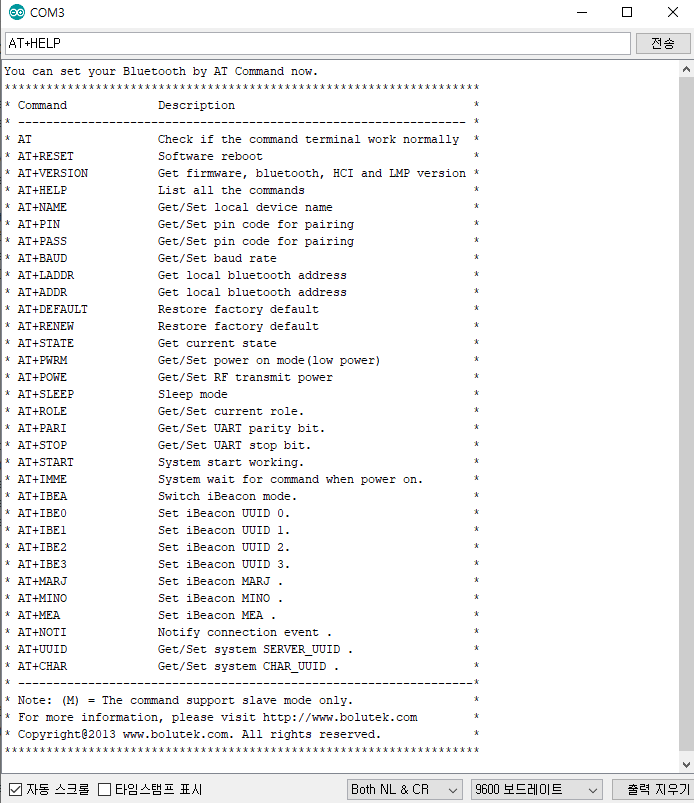 COM3
AT+HELP
전송
You can set your Bluetooth by AT Command now.
********************************************************************
* Command             Description                                  *
* ---------------------------------------------------------------- *
* AT                  Check if the command terminal work normally  *
* AT+RESET            Software reboot                              *
* AT+VERSION          Get firmware, bluetooth, HCI and LMP version *
* AT+HELP             List all the commands                        *
* AT+NAME             Get/Set local device name                    *
* AT+PIN              Get/Set pin code for pairing                 *
* AT+PASS             Get/Set pin code for pairing                 *
* AT+BAUD             Get/Set baud rate                            *
* AT+LADDR            Get local bluetooth address                  *
* AT+ADDR             Get local bluetooth address                  *
* AT+DEFAULT          Restore factory default                      *
* AT+RENEW            Restore factory default                      *
* AT+STATE            Get current state                            *
* AT+PWRM             Get/Set power on mode(low power)             *
* AT+POWE             Get/Set RF transmit power                    *
* AT+SLEEP            Sleep mode                                   *
* AT+ROLE             Get/Set current role.                        *
* AT+PARI             Get/Set UART parity bit.                     *
* AT+STOP             Get/Set UART stop bit.                       *
* AT+START            System start working.                        *
* AT+IMME             System wait for command when power on.       *
* AT+IBEA             Switch iBeacon mode.                         *
* AT+IBE0             Set iBeacon UUID 0.                          *
* AT+IBE1             Set iBeacon UUID 1.                          *
* AT+IBE2             Set iBeacon UUID 2.                          *
* AT+IBE3             Set iBeacon UUID 3.                          *
* AT+MARJ             Set iBeacon MARJ .                           *
* AT+MINO             Set iBeacon MINO .                           *
* AT+MEA              Set iBeacon MEA .                            *
* AT+NOTI             Notify connection event .                    *
* AT+UUID             Get/Set system SERVER_UUID .                 *
* AT+CHAR             Get/Set system CHAR_UUID .                   *
* -----------------------------------------------------------------*
* Note: (M) = The command support slave mode only.                 *
* For more information, please visit http://www.bolutek.com        *
* Copyright@2013 www.bolutek.com. All rights reserved.             *
********************************************************************
자동 스크롤 타임스탬프 표시 Both NL & CR 9600 보드레이트 출력 지우기